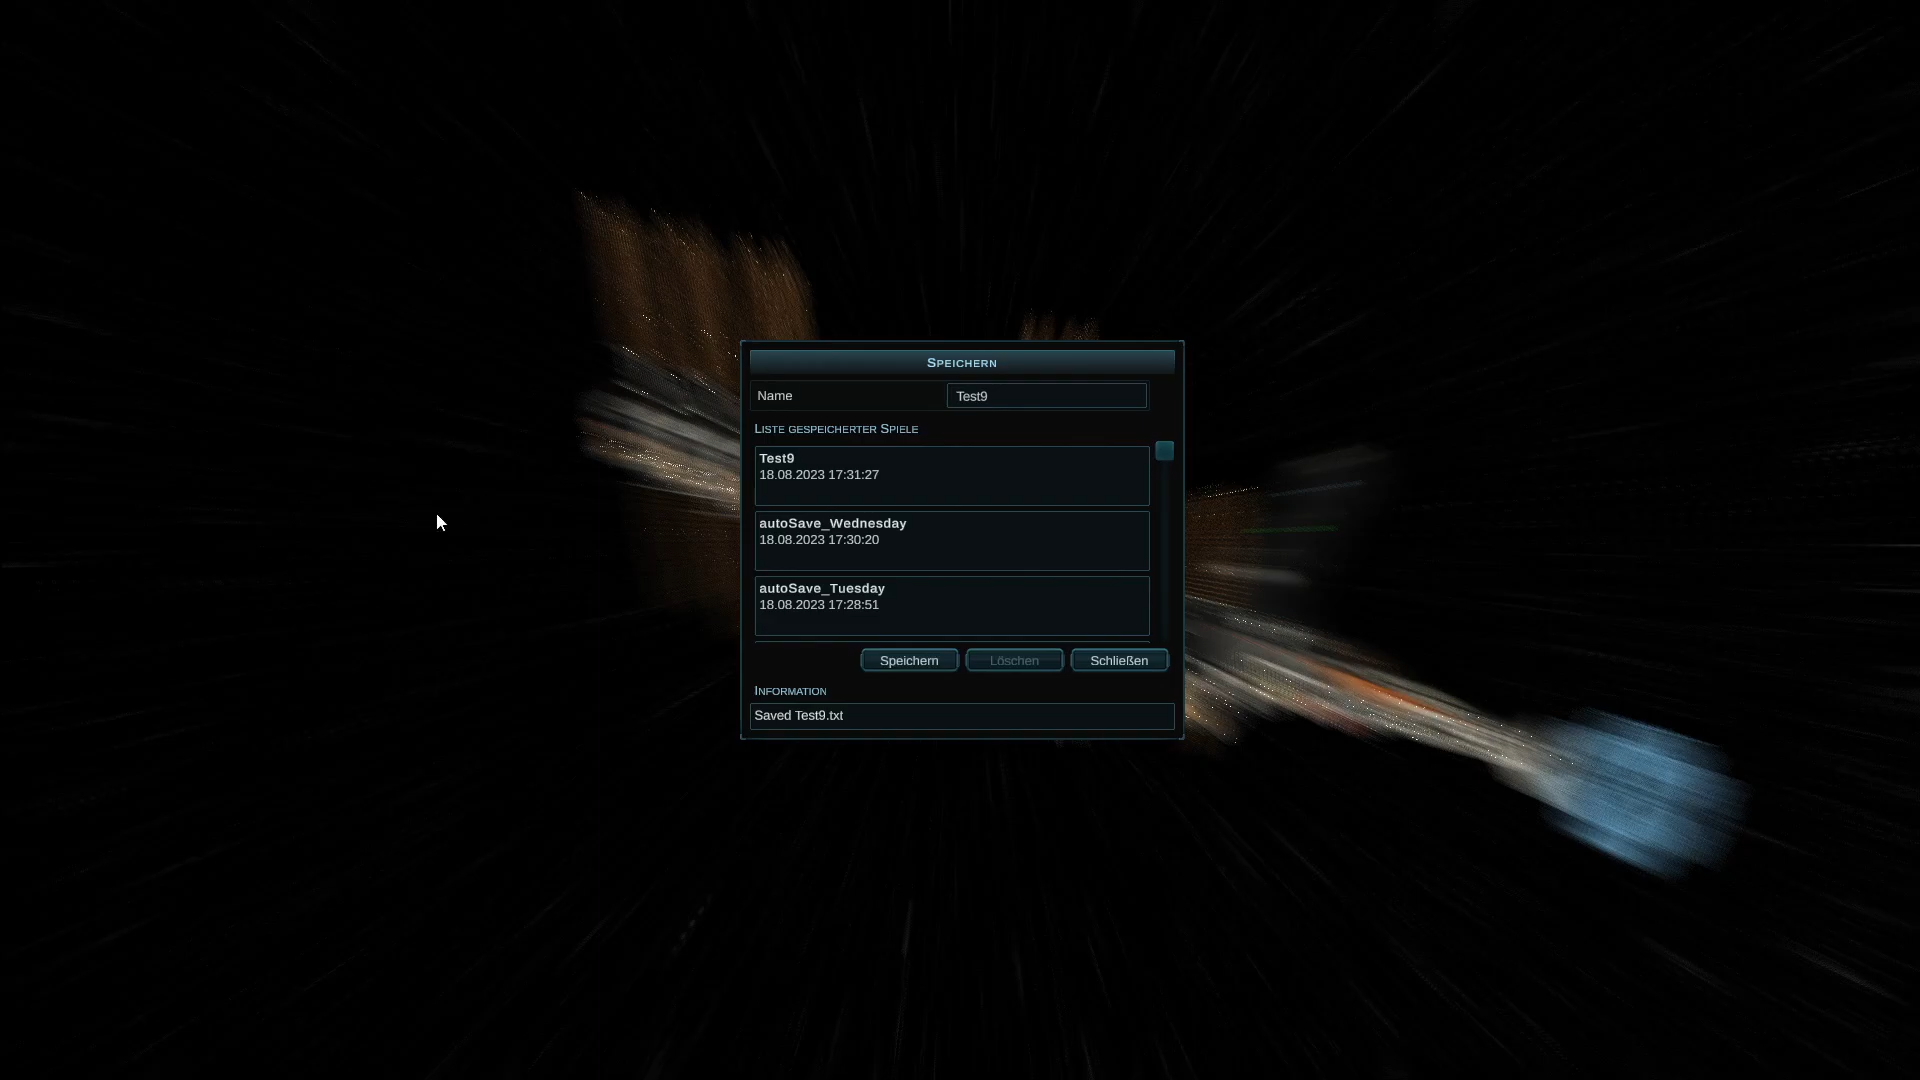 Speichern
Name
Test9
Liste gespeicherter Spiele
Test9
18.08.2023 17:31:27
autoSave_Wednesday
18.08.2023 17:30:20
autoSave_Tuesday
18.08.2023 17:28:51
Speichern
Löschen
Schließen
Information
Saved Test9.txt